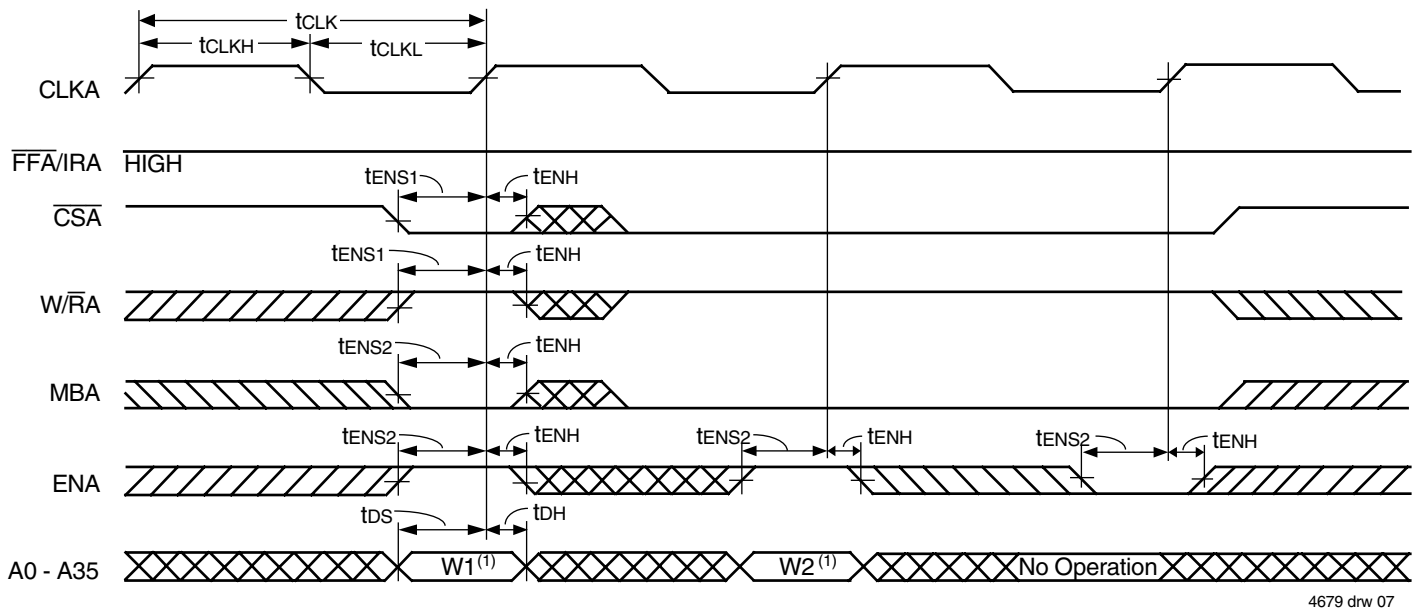 tCLK
tCLKH tCLKL
CLKA
FFA/IRA HIGH
tENS1 tENH
CSA
tENS1 tENH
W/RA
tENS2 tENH
MBA
tENS2 tENH tENS2 tENH tENS2 tENH
ENA
tDS tDH
A0 - A35 W1(1) W2(1) No Operation
4679 drw 07